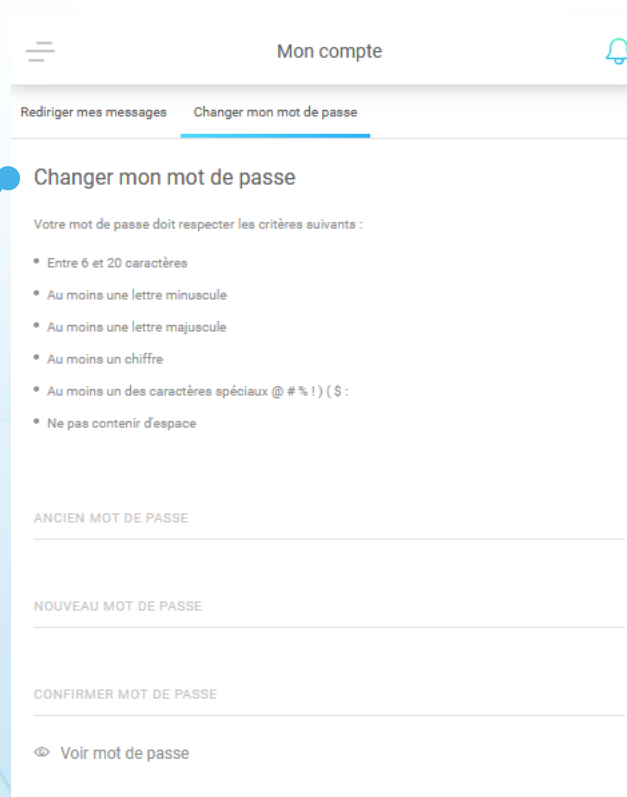 Mon compte
Rediriger mes messages Changer mon mot de passe
Changer mon mot de passe
Votre mot de passe doit respecter les critères suivants :
• Entre 6 et 20 caractères
• Au moins une lettre minuscule
• Au moins une lettre majuscule
• Au moins un chiffre
• Au moins un des caractères spéciaux @ # % ! ) ( $ :
• Ne pas contenir d'espace
ANCIEN MOT DE PASSE
NOUVEAU MOT DE PASSE
CONFIRMER MOT DE PASSE
Voir mot de passe